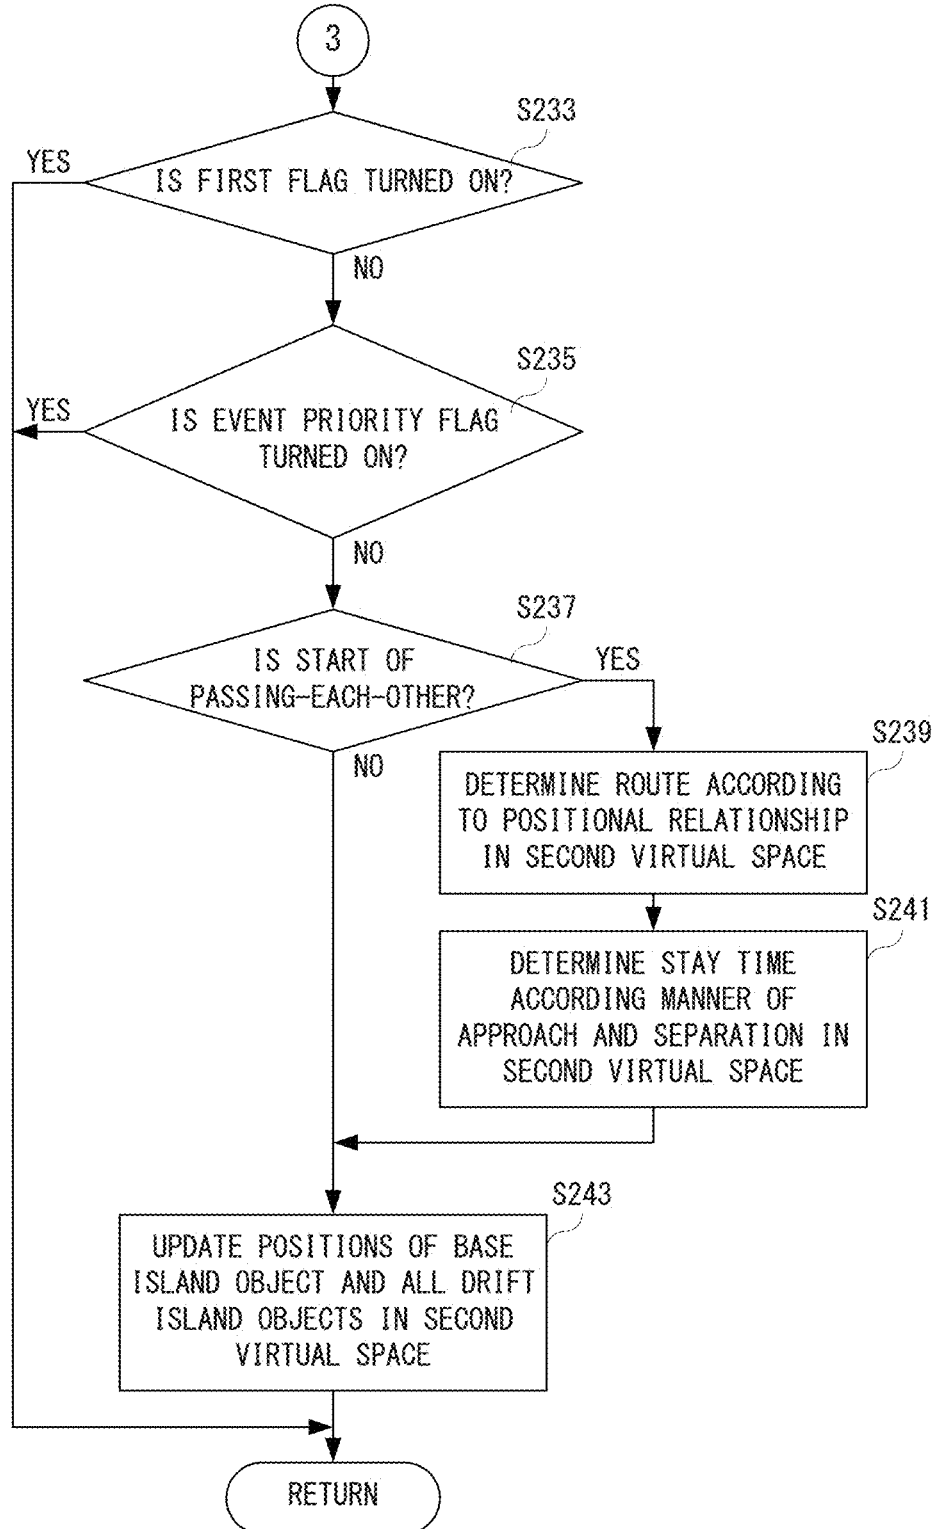 3
S233
YES
IS FIRST FLAG TURNED ON?
NO
S235
YES
IS EVENT PRIORITY FLAG
TURNED ON?
NO
S237
IS START OF
PASSING-EACH-OTHER?
YES
NO
S239
DETERMINE ROUTE ACCORDING
TO POSITIONAL RELATIONSHIP
IN SECOND VIRTUAL SPACE
S241
DETERMINE STAY TIME
ACCORDING MANNER OF
APPROACH AND SEPARATION IN
SECOND VIRTUAL SPACE
S243
UPDATE POSITIONS OF BASE
ISLAND OBJECT AND ALL DRIFT
ISLAND OBJECTS IN SECOND
VIRTUAL SPACE
RETURN